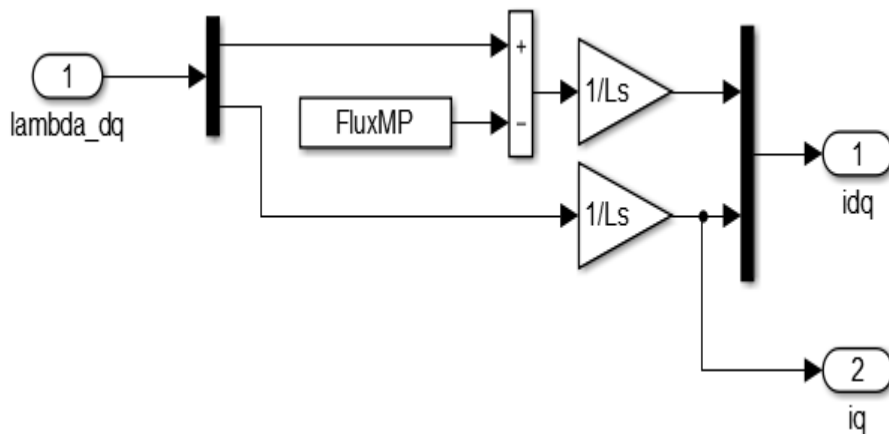 1
lambda_dq
FluxMP
+
−
1/Ls
1/Ls
1
idq
2
iq